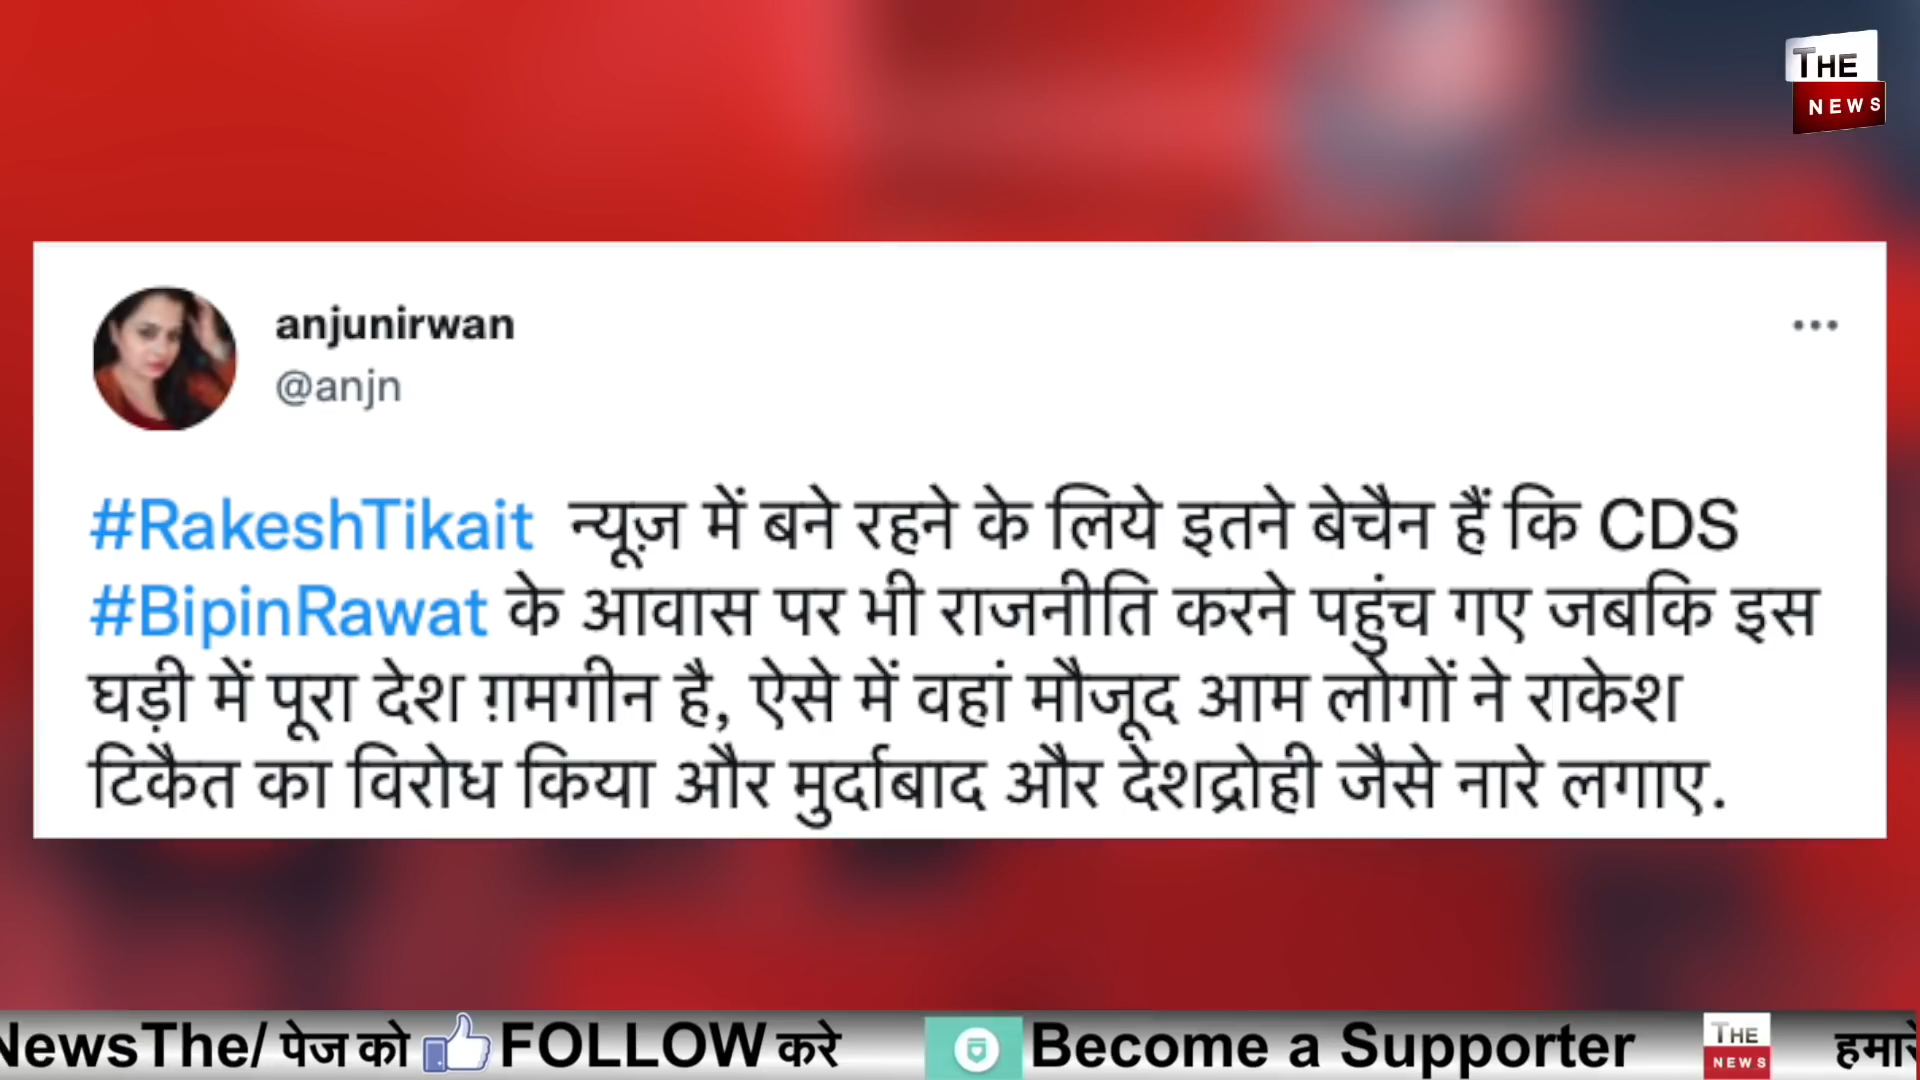 THE
NEWS
anjunirwan
@anjn
#RakeshTikait न्यूज़ में बने रहने के लिये इतने बेचैन हैं कि CDS
#BipinRawat के आवास पर भी राजनीति करने पहुंच गए जबकि इस
घड़ी में पूरा देश ग़मगीन है, ऐसे में वहां मौजूद आम लोगों ने राकेश
टिकैत का विरोध किया और मुर्दाबाद और देशद्रोही जैसे नारे लगाए.
NewsThe/ पेज को FOLLOW करे Become a Supporter THE NEWS